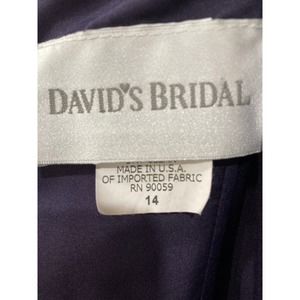 DAVID'S BRIDAL
MADE IN U.S.A.
OF IMPORTED FABRIC
RN 90059
14